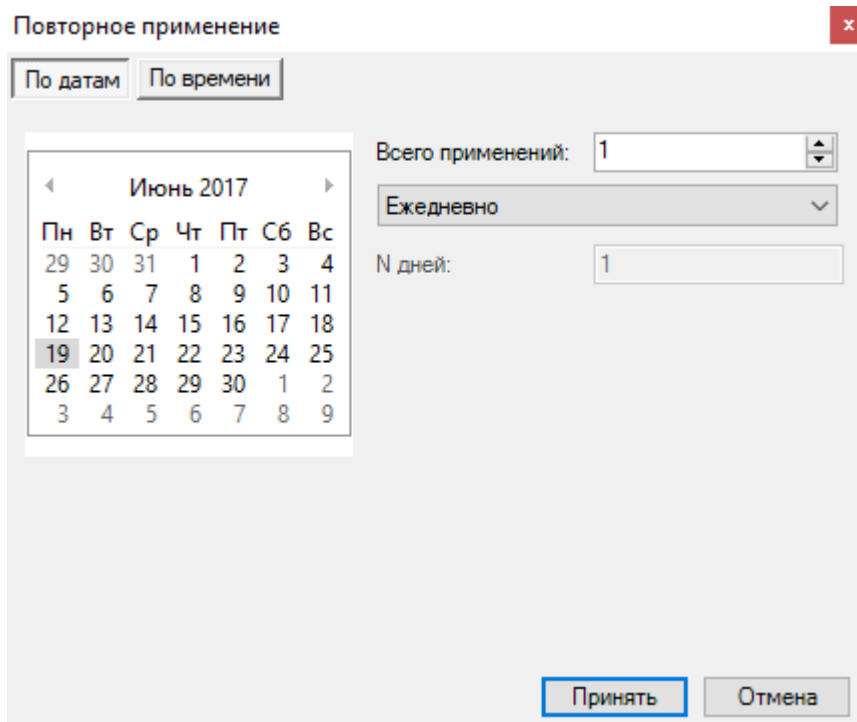 Повторное применение
x
По датам По времени
Всего применений: 1
Июнь 2017
Ежедневно
Пн Вт Ср Чт Пт Сб Вс
29 30 31 1 2 3 4
N дней: 1
5 6 7 8 9 10 11
12 13 14 15 16 17 18
19 20 21 22 23 24 25
26 27 28 29 30 1 2
3 4 5 6 7 8 9
Принять Отмена